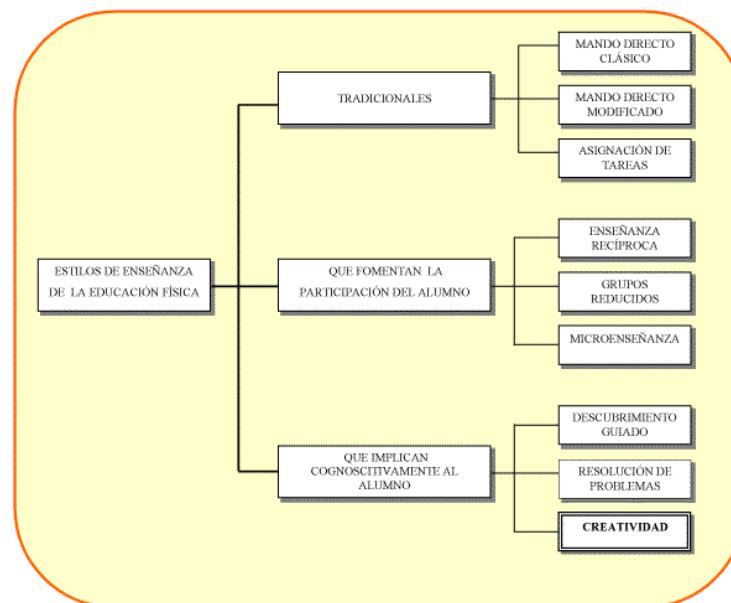 MANDO DIRECTO
CLÁSICO
TRADICIONALES
MANDO DIRECTO
MODIFICADO
ASIGNACIÓN DE
TAREAS
ESTILOS DE ENSEÑANZA
DE LA EDUCACIÓN FÍSICA
QUE FOMENTAN LA
PARTICIPACIÓN DEL ALUMNO
ENSEÑANZA
RECÍPROCA
GRUPOS
REDUCIDOS
MICROENSEÑANZA
QUE IMPLICAN
COGNOSCITIVAMENTE AL
ALUMNO
DESCUBRIMIENTO
GUIADO
RESOLUCIÓN DE
PROBLEMAS
CREATIVIDAD